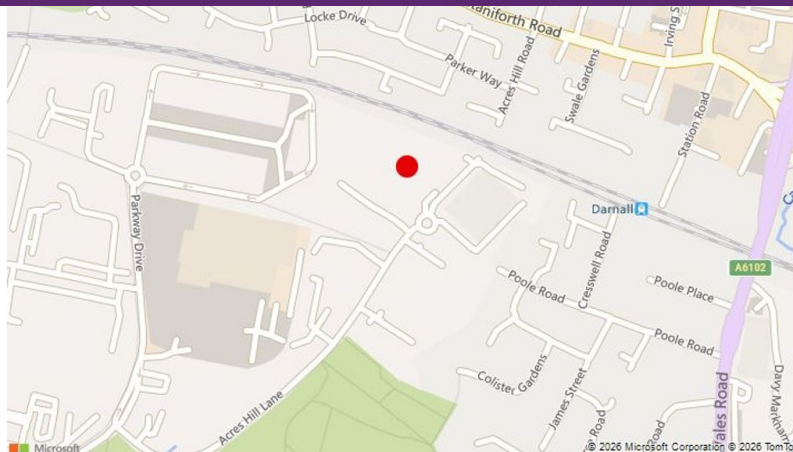 Locke Drive
Staniforth Road
Irving S
Parker Way
Acres Hill Road
Swale Gardens
Station Road
Parkway Drive
Darnall
A6102
Cresswell Road
Poole Road
Poole Place
Poole Road
Colister Gardens
James Street
Acres Hill Lane
Road
Road
Wales Road
Davy Markham
Microsoft
© 2026 Microsoft Corporation © 2026 TomTo